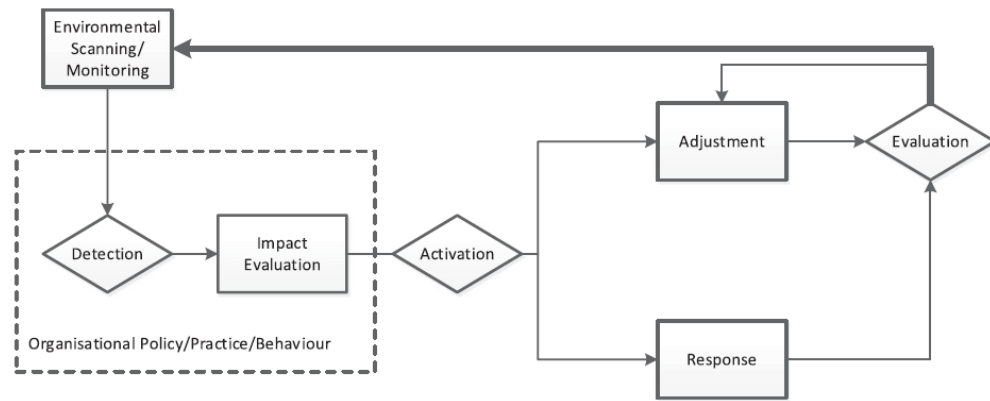 Environmental
Scanning/
Monitoring
Adjustment
Evaluation
Detection
Impact
Evaluation
Activation
Organisational Policy/Practice/Behaviour
Response